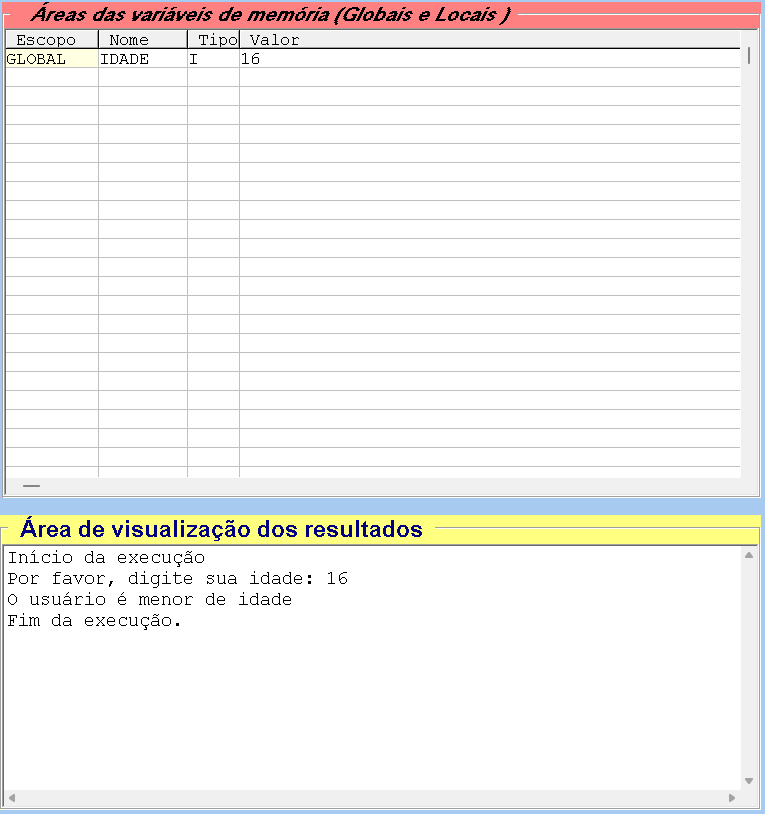 Áreas das variáveis de memória (Globais e Locais )
Escopo Nome Tipo Valor
GLOBAL IDADE I 16
Área de visualização dos resultados
Início da execução
Por favor, digite sua idade: 16
O usuário é menor de idade
Fim da execução.